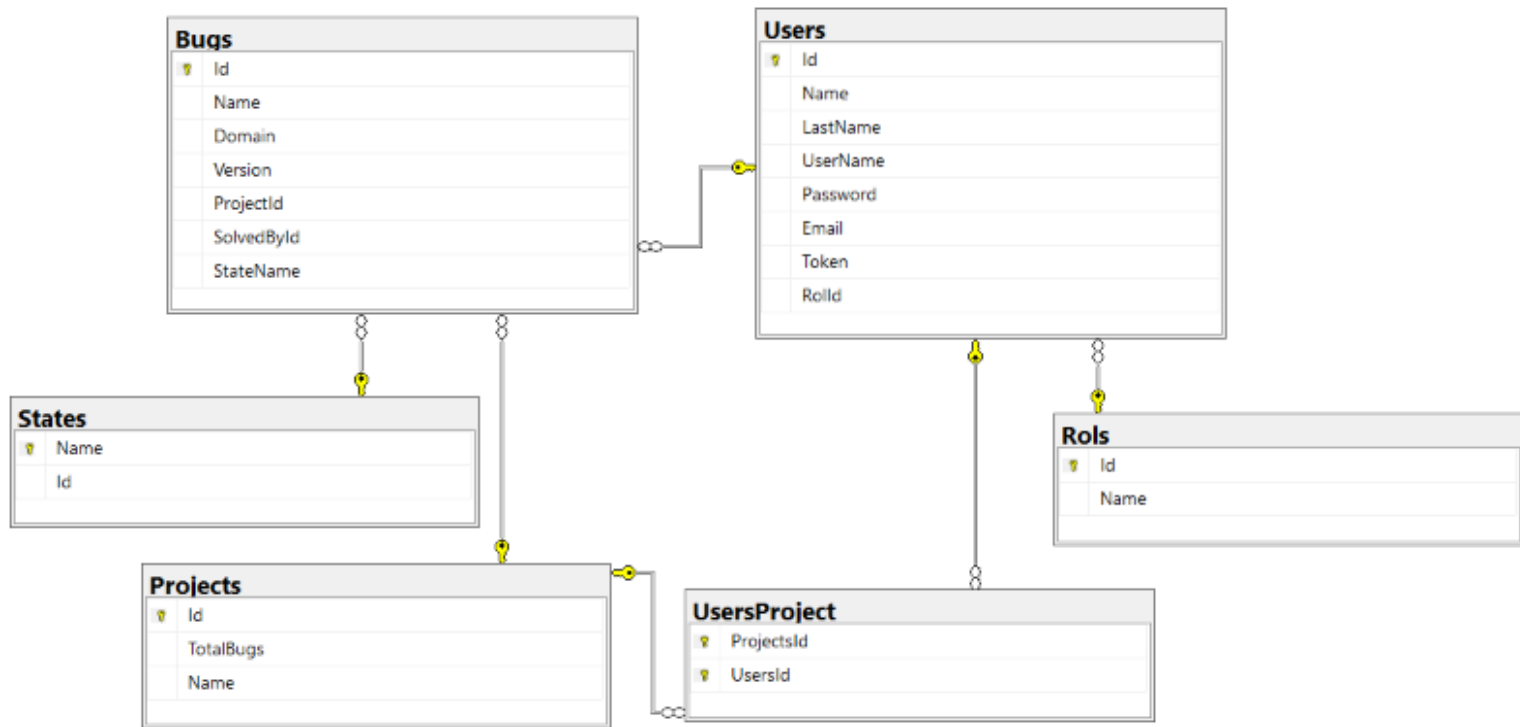 Bugs
Id
Name
Domain
Version
ProjectId
SolvedById
StateName
Users
Id
Name
LastName
UserName
Password
Email
Token
RolId
States
Name
Id
Rols
Id
Name
Projects
Id
TotalBugs
Name
UsersProject
ProjectsId
UsersId